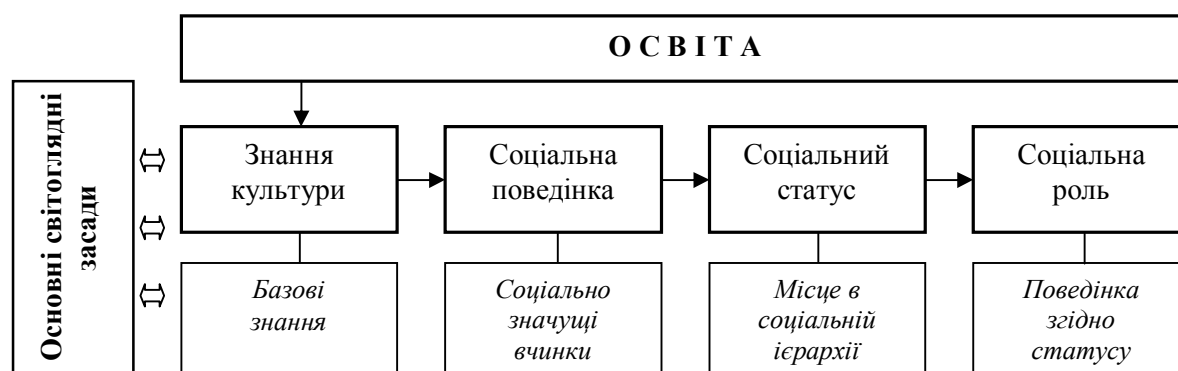 О С В І Т А
Основні світоглядні
засади
Знання
культури
Соціальна
поведінка
Соціальний
статус
Соціальна
роль
Базові
знання
Соціально
значущі
вчинки
Місце в
соціальній
ієрархії
Поведінка
згідно
статусу